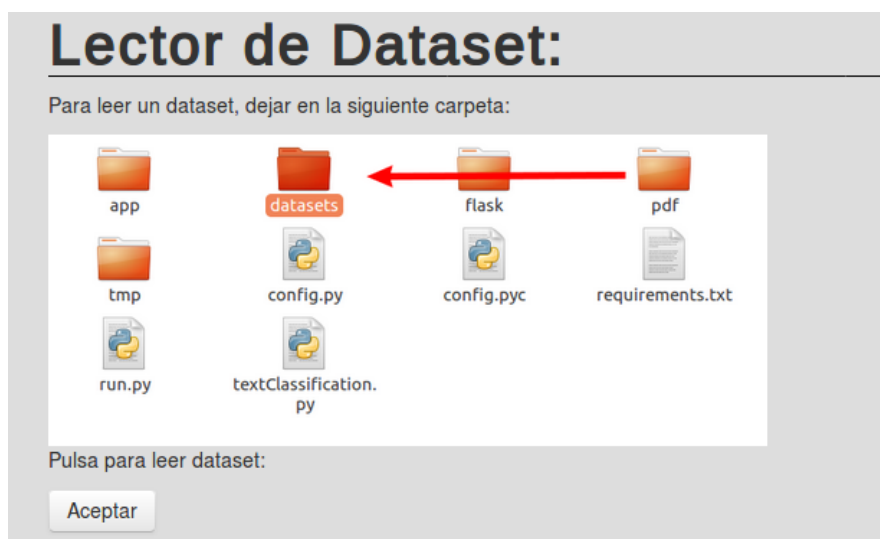 Lector de Dataset:
Para leer un dataset, dejar en la siguiente carpeta:
app datasets flask pdf
tmp config.py config.pyc requirements.txt
run.py textClassification.
py
Pulsa para leer dataset:
Aceptar